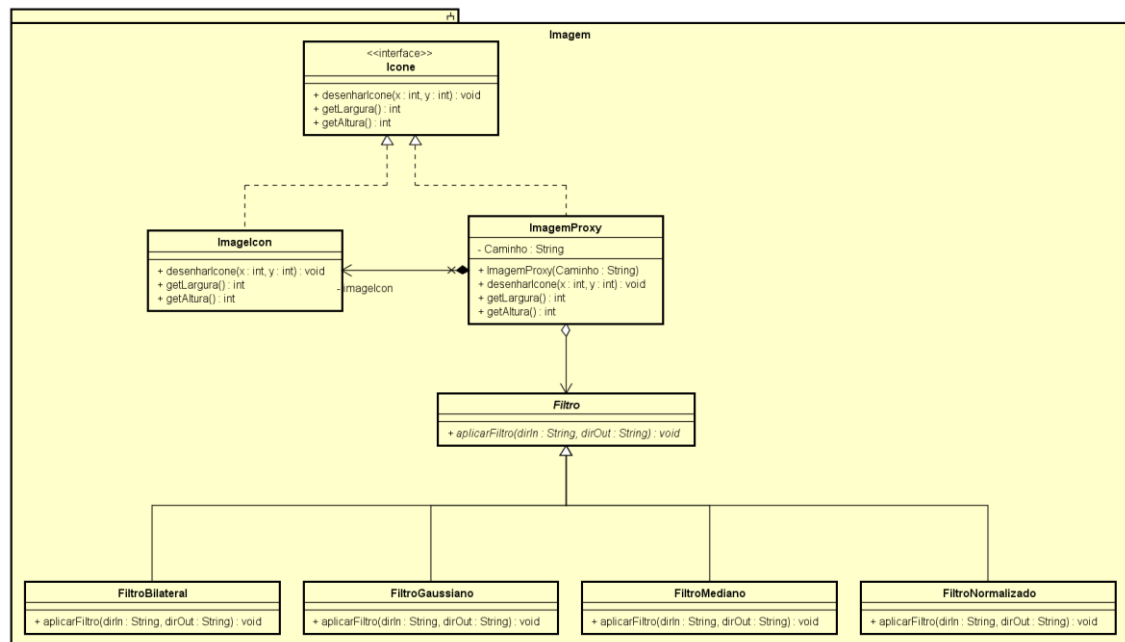 Imagem
<<interface>>
Icone
+ desenharIcone(x : int, y : int) : void
+ getLargura() : int
+ getAltura() : int
ImageIcon
+ desenharIcone(x : int, y : int) : void
+ getLargura() : int
+ getAltura() : int
- imageIcon
ImagemProxy
- Caminho : String
+ ImagemProxy(Caminho : String)
+ desenharIcone(x : int, y : int) : void
+ getLargura() : int
+ getAltura() : int
Filtro
+ aplicarFiltro(dirIn : String, dirOut : String) : void
FiltroBilateral
+ aplicarFiltro(dirIn : String, dirOut : String) : void
FiltroGaussiano
+ aplicarFiltro(dirIn : String, dirOut : String) : void
FiltroMediano
+ aplicarFiltro(dirIn : String, dirOut : String) : void
FiltroNormalizado
+ aplicarFiltro(dirIn : String, dirOut : String) : void